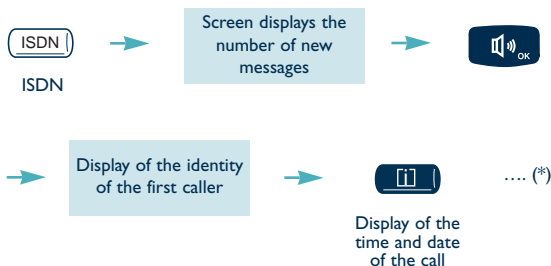 ISDN
ISDN
Screen displays the
number of new
messages
OK
Display of the identity
of the first caller
i
.... (*)
Display of the
time and date
of the call